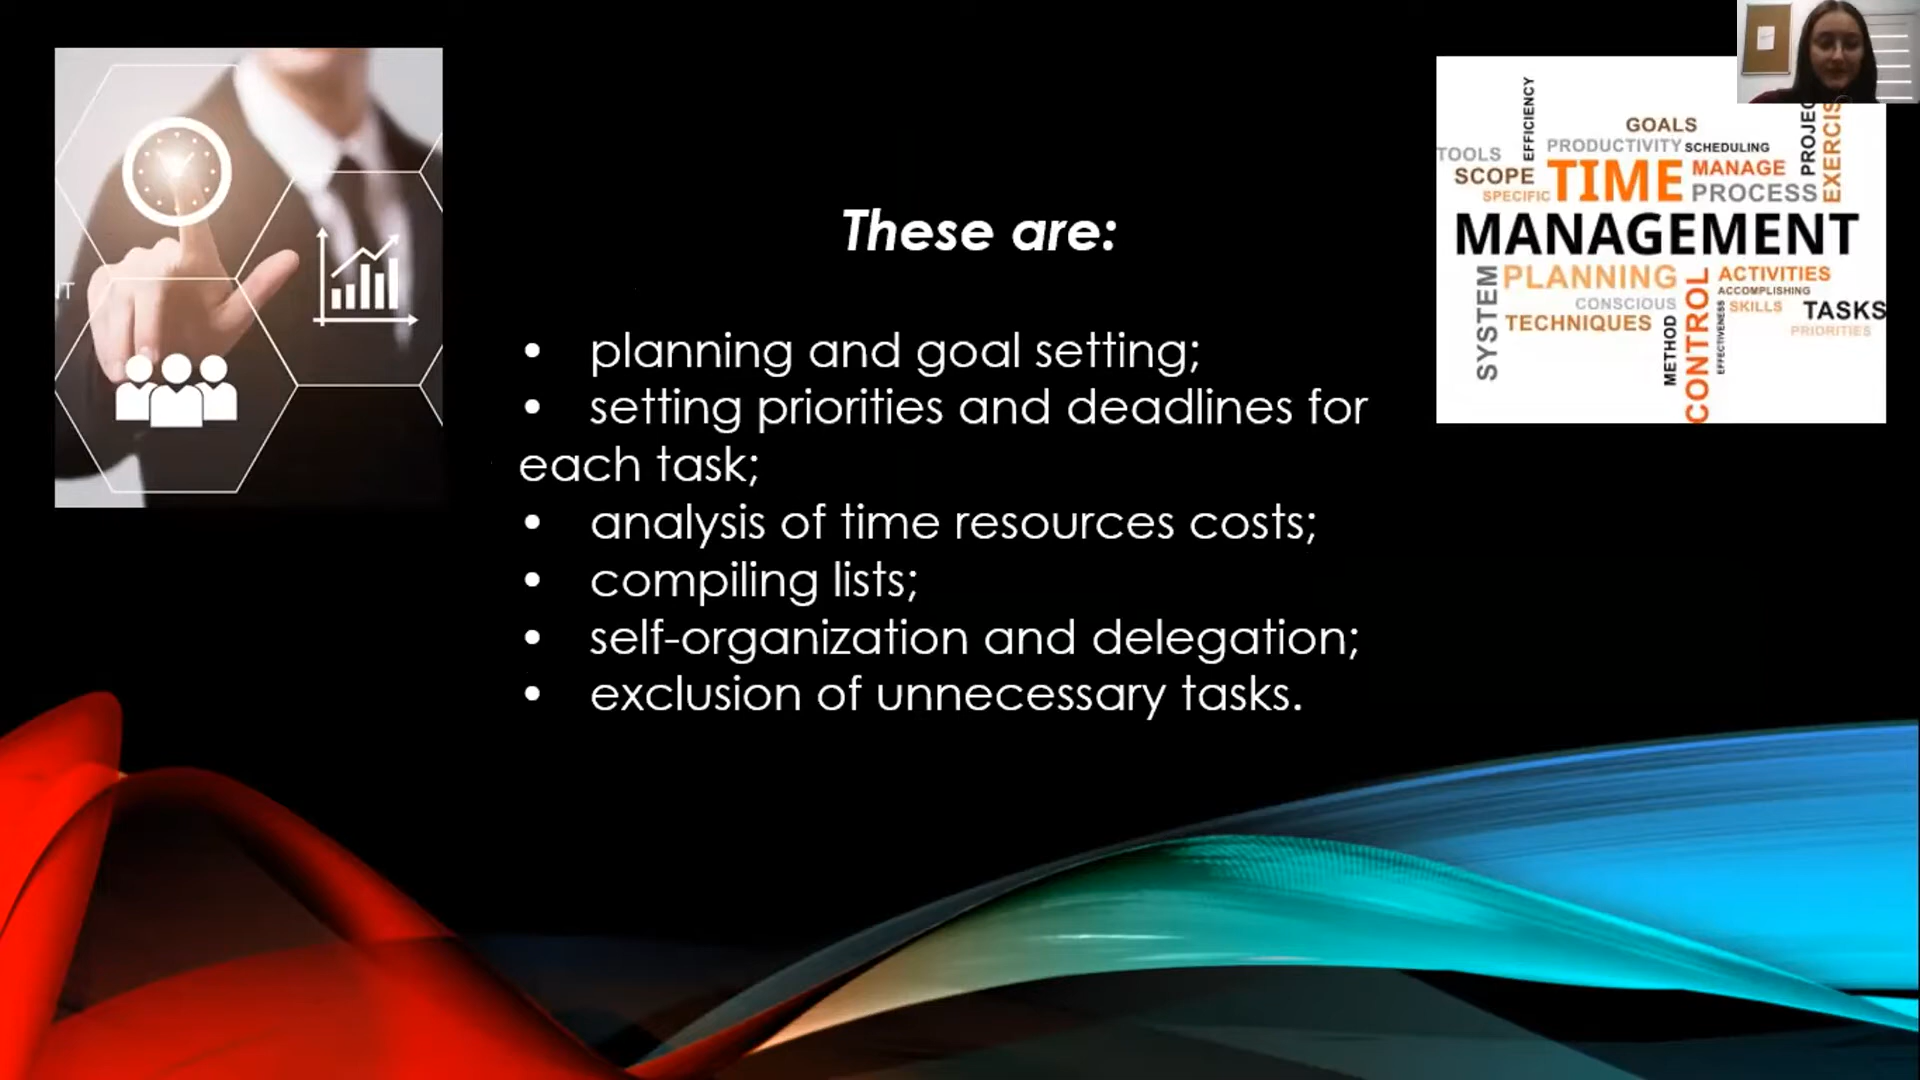 These are:
• planning and goal setting;
• setting priorities and deadlines for
each task;
• analysis of time resources costs;
• compiling lists;
• self-organization and delegation;
• exclusion of unnecessary tasks.
EFFICIENCY
GOALS
TOOLS
PRODUCTIVITY SCHEDULING
SCOPE
TIME
MANAGE
SPECIFIC
PROCESS
EXERCIS
MANAGEMENT
SYSTEM
PLANNING
ACTIVITIES
ACCOMPLISHING
CONSCIOUS
CONTROL
SKILLS
TASKS
TECHNIQUES
METHOD
EFFECTIVENESS
PRIORITIES